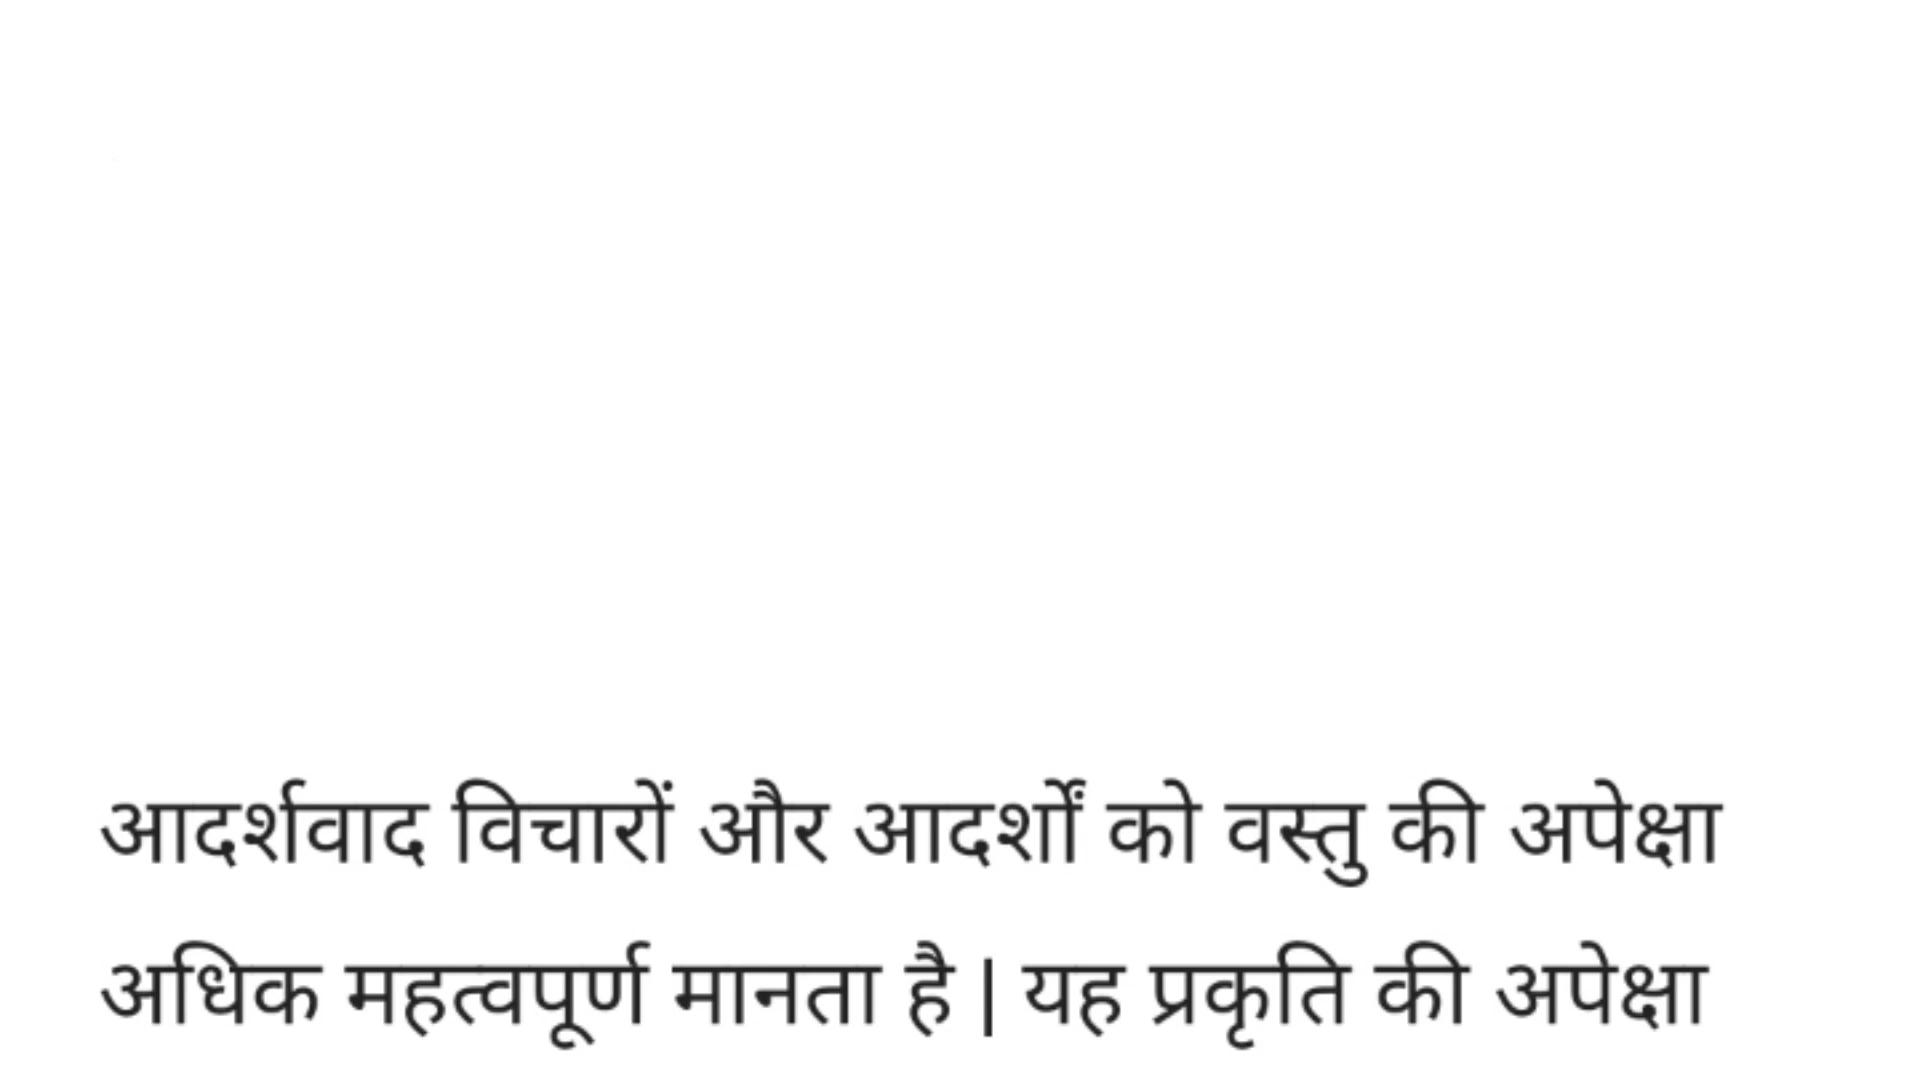 आदर्शवाद विचारों और आदर्शों को वस्तु की अपेक्षा
अधिक महत्वपूर्ण मानता है | यह प्रकृति की अपेक्षा